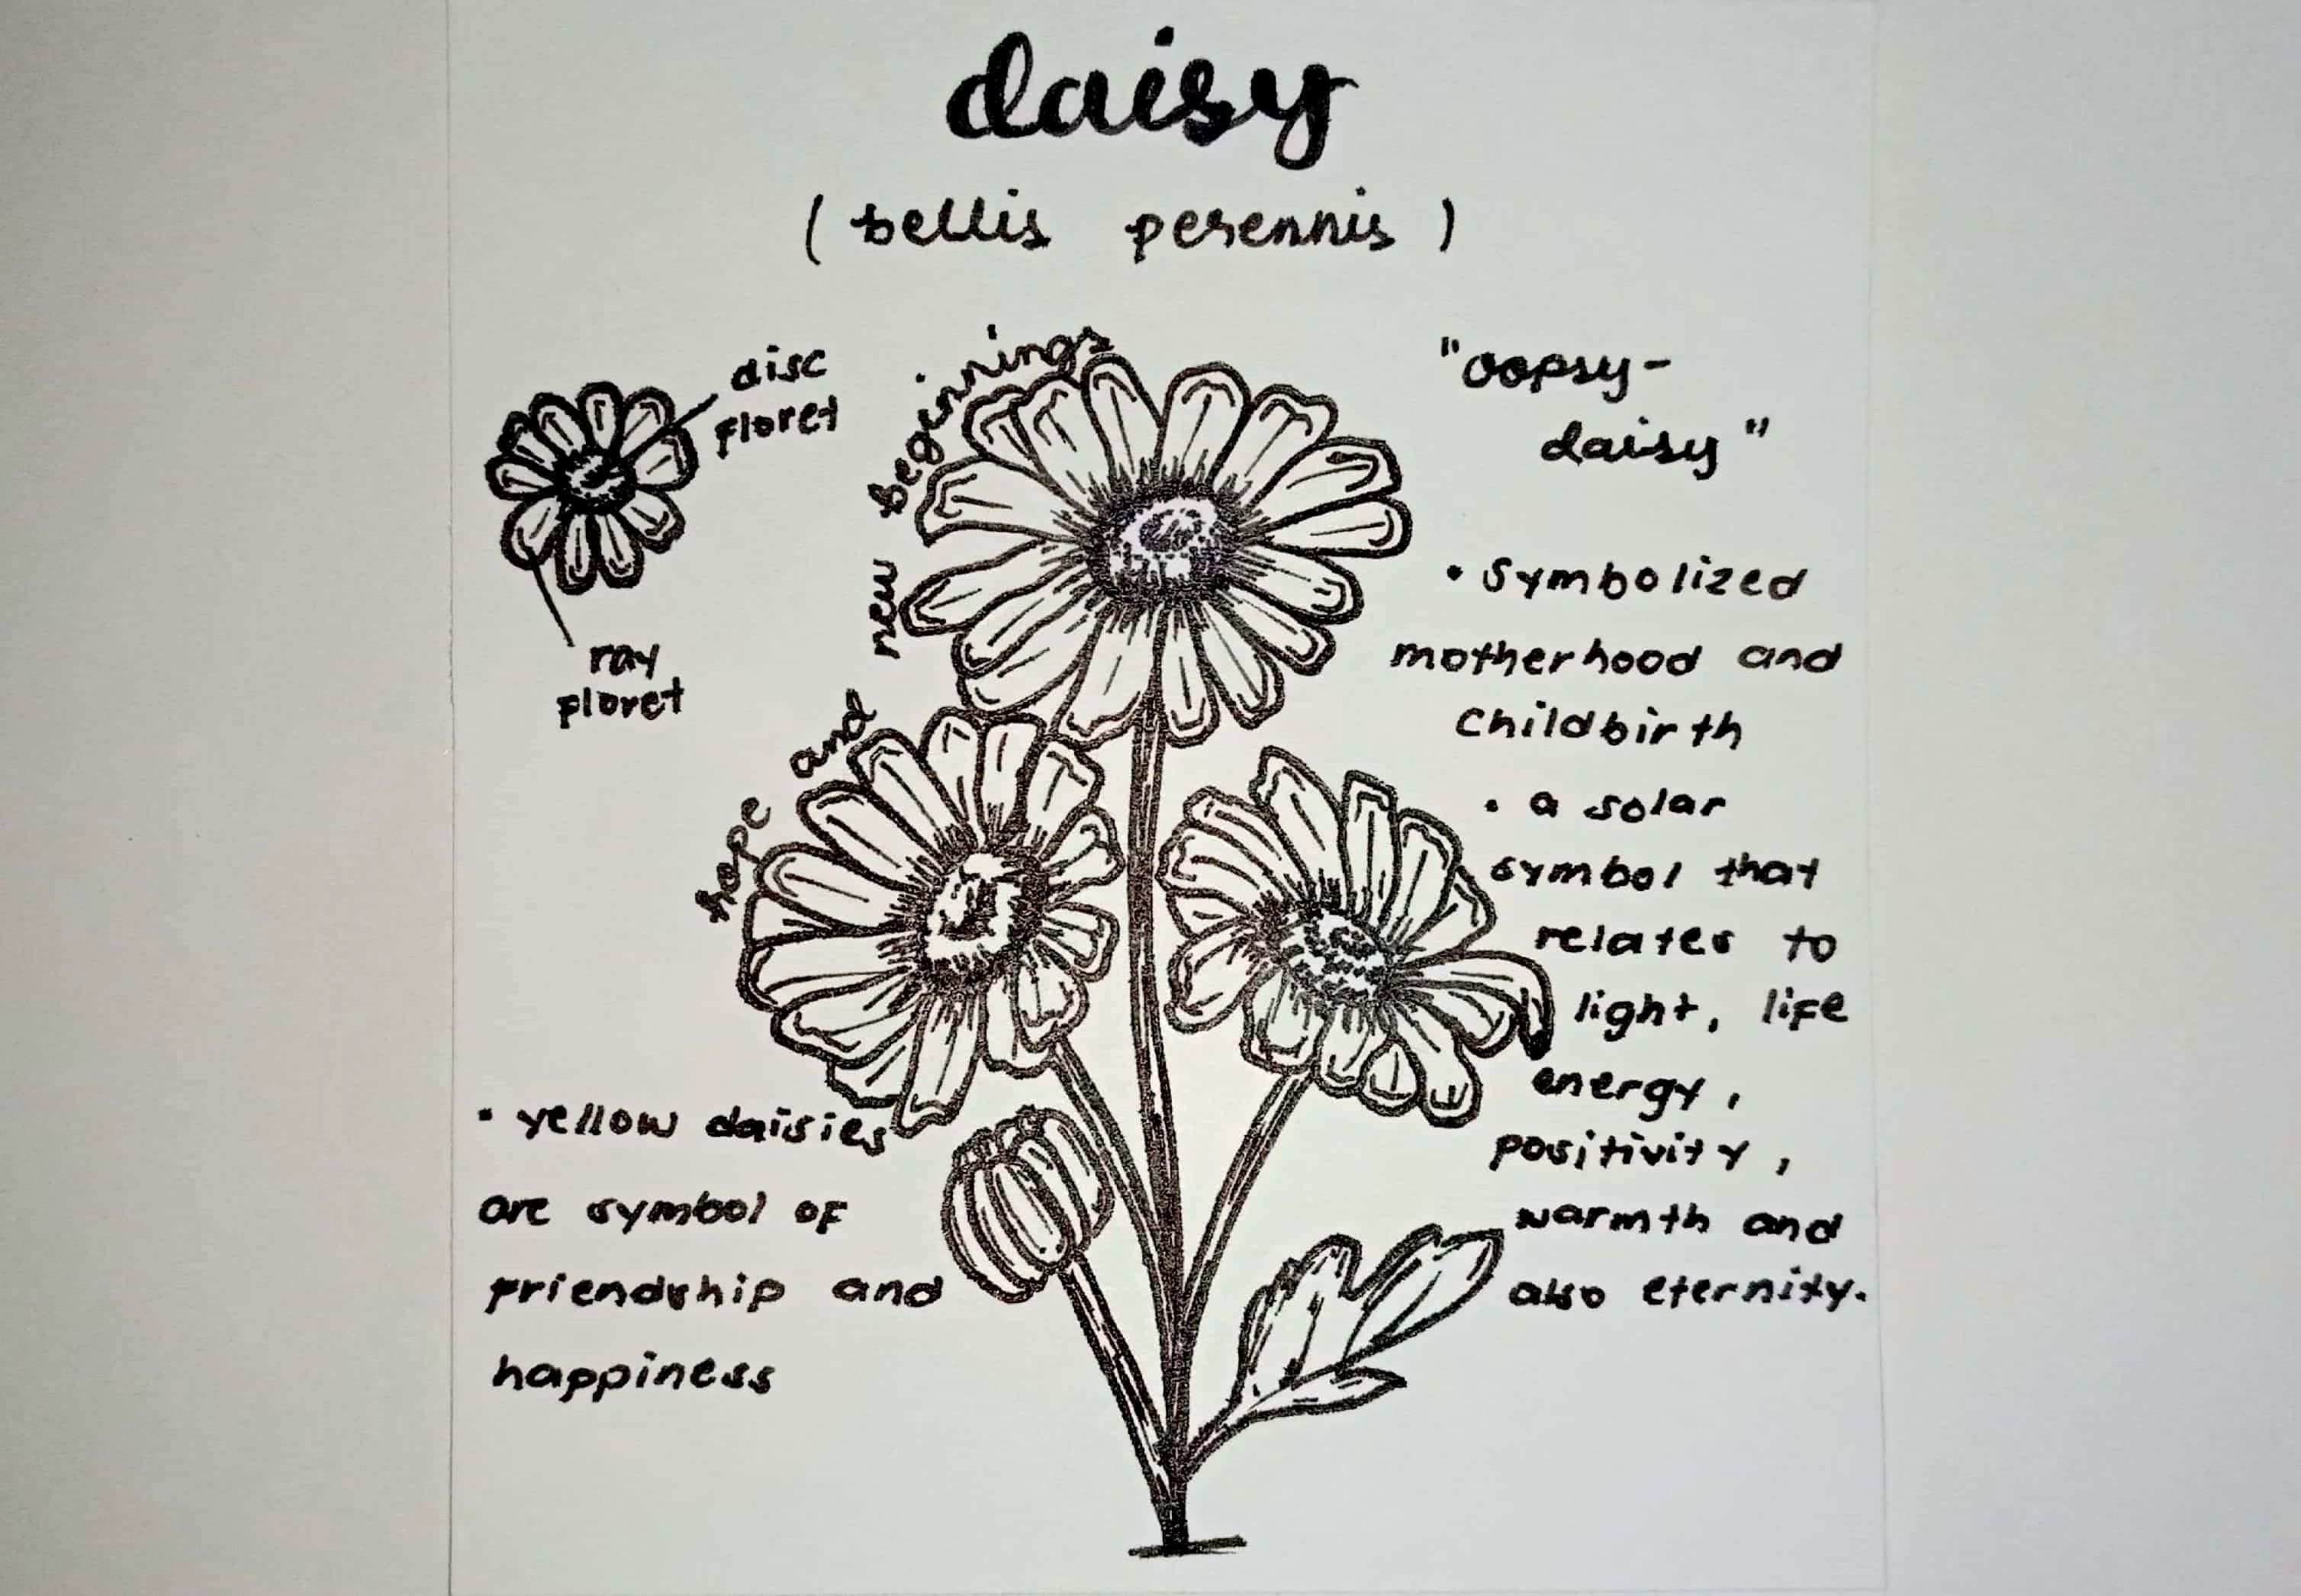 daisy
(bellis perennis)
disc
floret
ray
floret
hope and new beginnings
"oopsy-
daisy"
• Symbolized
motherhood and
Childbirth
• a solar
symbol that
relates to
light, life
energy,
positivity,
warmth and
also eternity.
• yellow daisies
are symbol of
friendship and
happiness